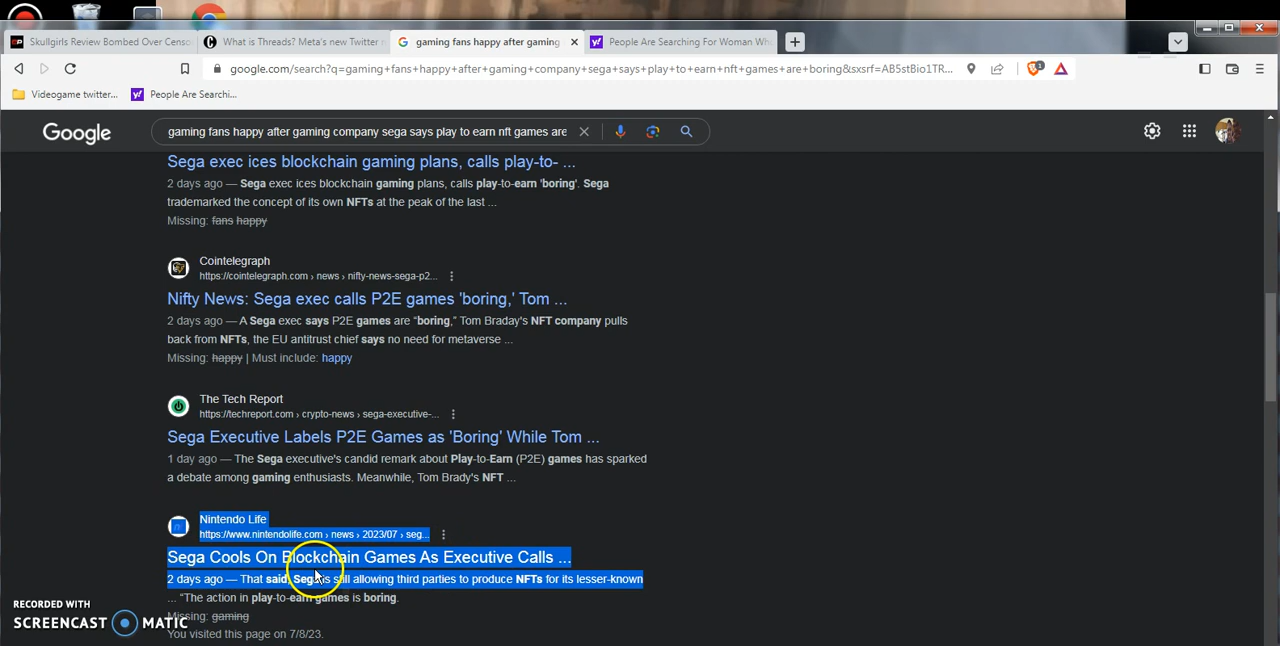 Skullgirls Review Bombed Over Censo
What is Threads? Meta's new Twitter r
gaming fans happy after gaming
People Are Searching For Woman Wh
google.com/search?q=gaming+fans+happy+after+gaming+company+sega+says+play+to+earn+nft+games+are+boring&sxsrf=AB5stBio1TR...
Videogame twitter...
People Are Searchi...
Google
gaming fans happy after gaming company sega says play to earn nft games are
Sega exec ices blockchain gaming plans, calls play-to- ...
2 days ago — Sega exec ices blockchain gaming plans, calls play-to-earn 'boring'. Sega
trademarked the concept of its own NFTs at the peak of the last ...
Missing: fans happy
Cointelegraph
https://cointelegraph.com › news › nifty-news-sega-p2...
Nifty News: Sega exec calls P2E games 'boring,' Tom ...
2 days ago — A Sega exec says P2E games are “boring,” Tom Braday's NFT company pulls
back from NFTs, the EU antitrust chief says no need for metaverse ...
Missing: happy | Must include: happy
The Tech Report
https://techreport.com › crypto-news › sega-executive-...
Sega Executive Labels P2E Games as 'Boring' While Tom ...
1 day ago — The Sega executive's candid remark about Play-to-Earn (P2E) games has sparked
a debate among gaming enthusiasts. Meanwhile, Tom Brady's NFT ...
Nintendo Life
https://www.nintendolife.com › news › 2023/07 › seg...
Sega Cools On Blockchain Games As Executive Calls ...
2 days ago — That said, Sega is still allowing third parties to produce NFTs for its lesser-known
... "The action in play-to-earn games is boring.
Missing: gaming
You visited this page on 7/8/23.
RECORDED WITH
SCREENCAST MATIC